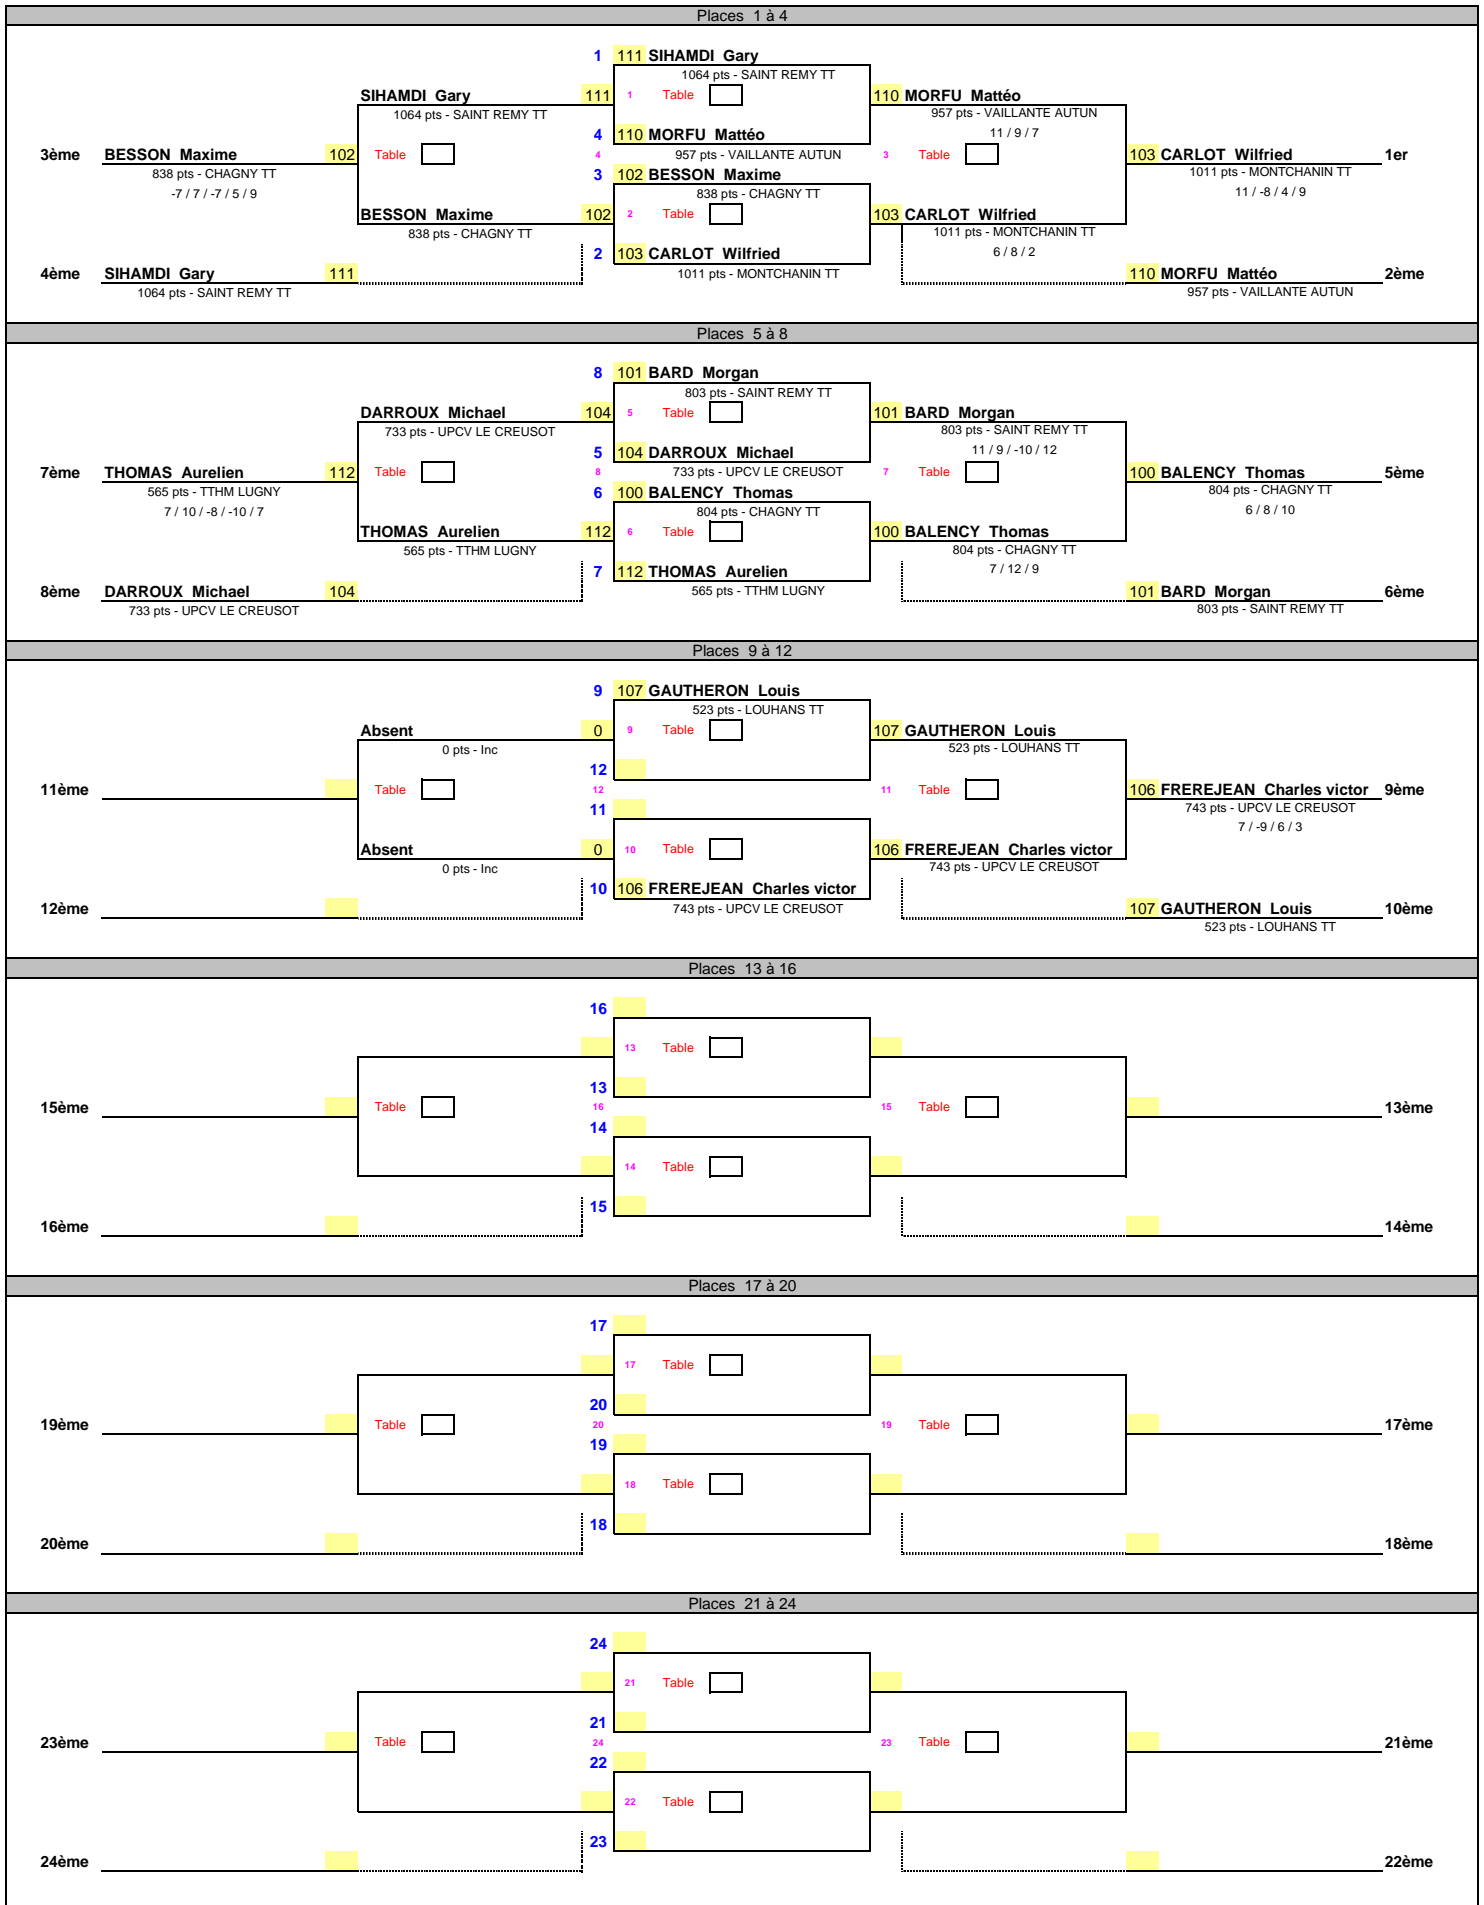 Places 1 à 4
1 111 SIHAMDI Gary
1064 pts - SAINT REMY TT
SIHAMDI Gary 111 1 Table 110 MORFU Mattéo
1064 pts - SAINT REMY TT 957 pts - VAILLANTE AUTUN
4 110 MORFU Mattéo 11 / 9 / 7
3ème BESSON Maxime 102 Table 4 957 pts - VAILLANTE AUTUN 3 Table 103 CARLOT Wilfried 1er
838 pts - CHAGNY TT 3 102 BESSON Maxime 1011 pts - MONTCHANIN TT
-7 / 7 / -7 / 5 / 9 838 pts - CHAGNY TT 11 / -8 / 4 / 9
BESSON Maxime 102 2 Table 103 CARLOT Wilfried
838 pts - CHAGNY TT 1011 pts - MONTCHANIN TT
2 103 CARLOT Wilfried 6 / 8 / 2
4ème SIHAMDI Gary 111 1011 pts - MONTCHANIN TT 110 MORFU Mattéo 2ème
1064 pts - SAINT REMY TT 957 pts - VAILLANTE AUTUN
Places 5 à 8
8 101 BARD Morgan
803 pts - SAINT REMY TT
DARROUX Michael 104 5 Table 101 BARD Morgan
733 pts - UPCV LE CREUSOT 803 pts - SAINT REMY TT
5 104 DARROUX Michael 11 / 9 / -10 / 12
7ème THOMAS Aurelien 112 Table 8 733 pts - UPCV LE CREUSOT 7 Table 100 BALENCY Thomas 5ème
565 pts - TTHM LUGNY 6 100 BALENCY Thomas 804 pts - CHAGNY TT
7 / 10 / -8 / -10 / 7 804 pts - CHAGNY TT 6 / 8 / 10
THOMAS Aurelien 112 6 Table 100 BALENCY Thomas
565 pts - TTHM LUGNY 804 pts - CHAGNY TT
7 112 THOMAS Aurelien 7 / 12 / 9
8ème DARROUX Michael 104 565 pts - TTHM LUGNY 101 BARD Morgan 6ème
733 pts - UPCV LE CREUSOT 803 pts - SAINT REMY TT
Places 9 à 12
9 107 GAUTHERON Louis
523 pts - LOUHANS TT
Absent 0 9 Table 107 GAUTHERON Louis
0 pts - Inc 523 pts - LOUHANS TT
12
11ème Table 12 11 Table 106 FREREJEAN Charles victor 9ème
11 743 pts - UPCV LE CREUSOT
7 / -9 / 6 / 3
Absent 0 10 Table 106 FREREJEAN Charles victor
0 pts - Inc 743 pts - UPCV LE CREUSOT
10 106 FREREJEAN Charles victor
12ème 743 pts - UPCV LE CREUSOT 107 GAUTHERON Louis 10ème
523 pts - LOUHANS TT
Places 13 à 16
16
13 Table
13
15ème Table 16 15 Table 13ème
14
14 Table
15
16ème 14ème
Places 17 à 20
17
17 Table
20
19ème Table 20 19 Table 17ème
19
18 Table
18
20ème 18ème
Places 21 à 24
24
21 Table
21
23ème Table 24 23 Table 21ème
22
22 Table
23
24ème 22ème